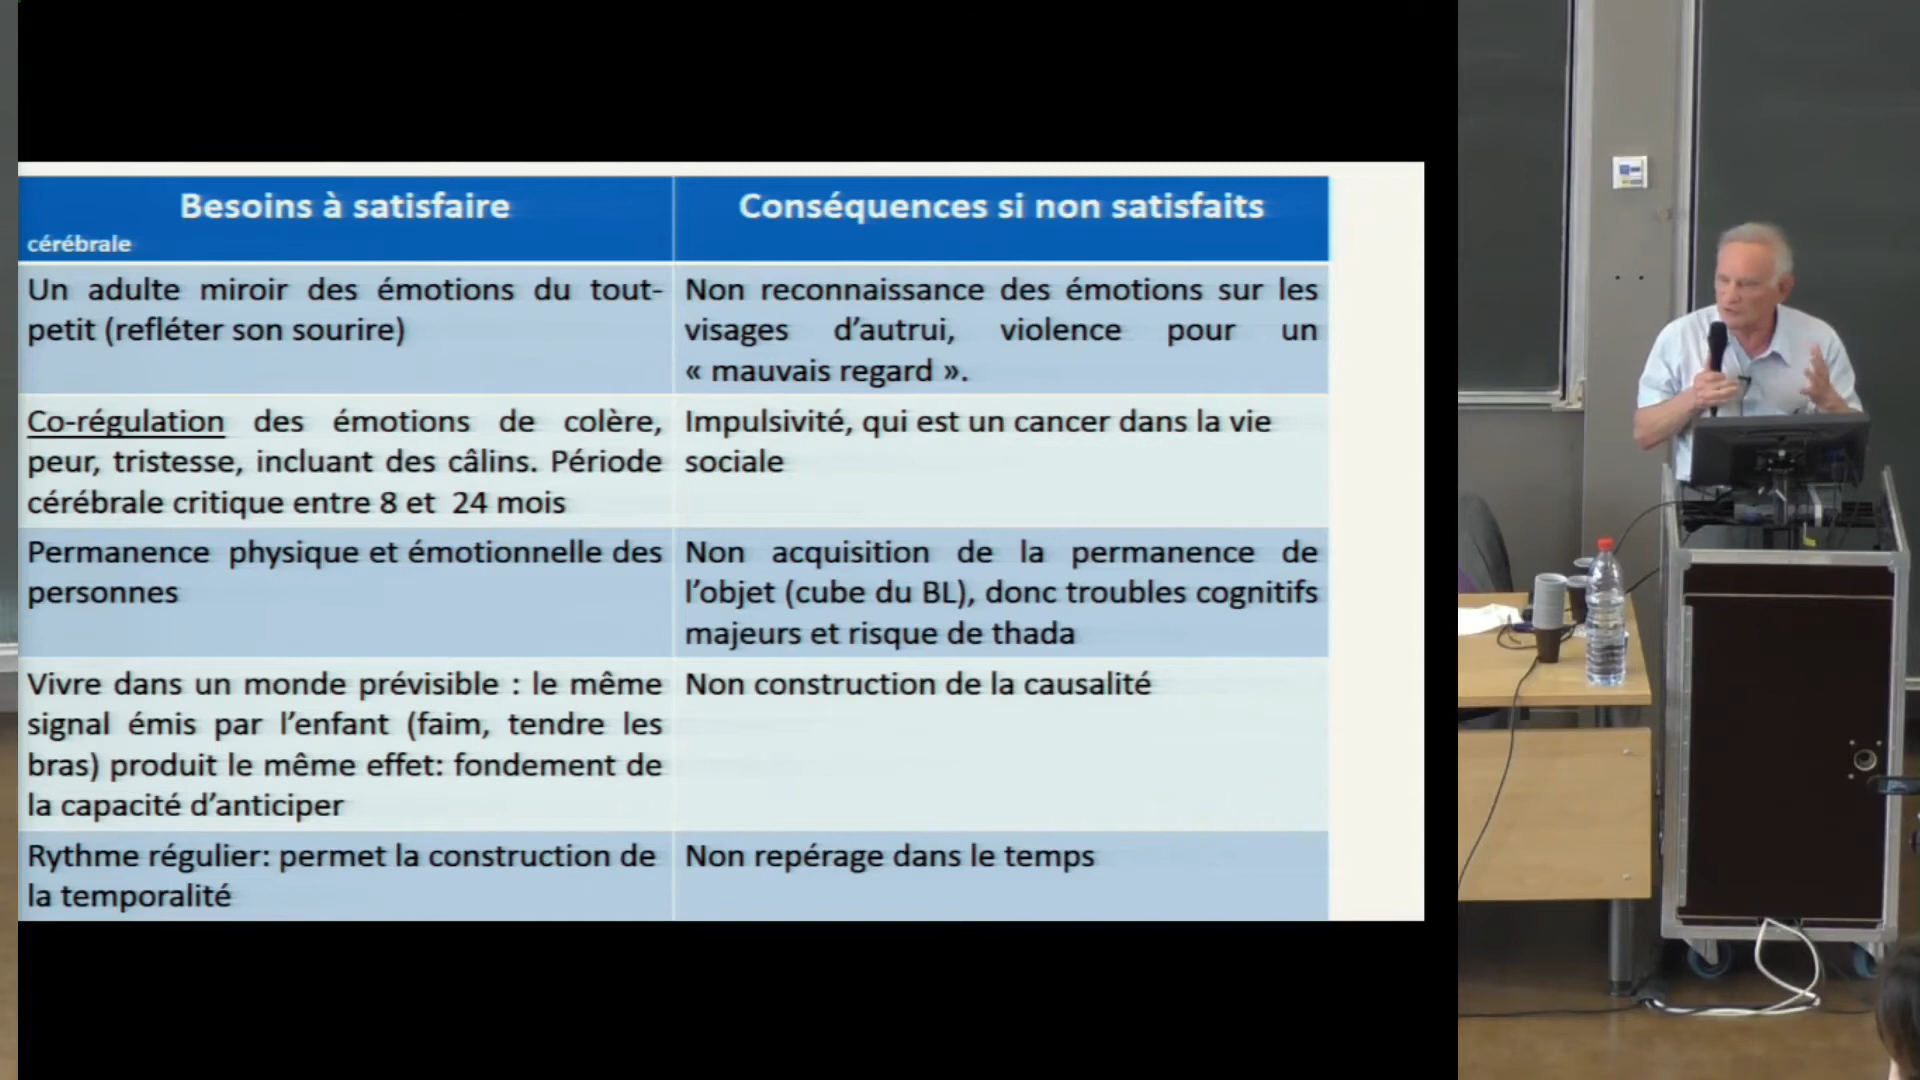 Besoins à satisfaire
cérébrale
Conséquences si non satisfaits
Un adulte miroir des émotions du tout-
petit (refléter son sourire)
Non reconnaissance des émotions sur les
visages d'autrui, violence pour un
« mauvais regard ».
Co-régulation des émotions de colère,
peur, tristesse, incluant des câlins. Période
cérébrale critique entre 8 et 24 mois
Impulsivité, qui est un cancer dans la vie
sociale
Permanence physique et émotionnelle des
personnes
Non acquisition de la permanence de
l'objet (cube du BL), donc troubles cognitifs
majeurs et risque de thada
Vivre dans un monde prévisible : le même
signal émis par l'enfant (faim, tendre les
bras) produit le même effet: fondement de
la capacité d'anticiper
Non construction de la causalité
Rythme régulier: permet la construction de
la temporalité
Non repérage dans le temps